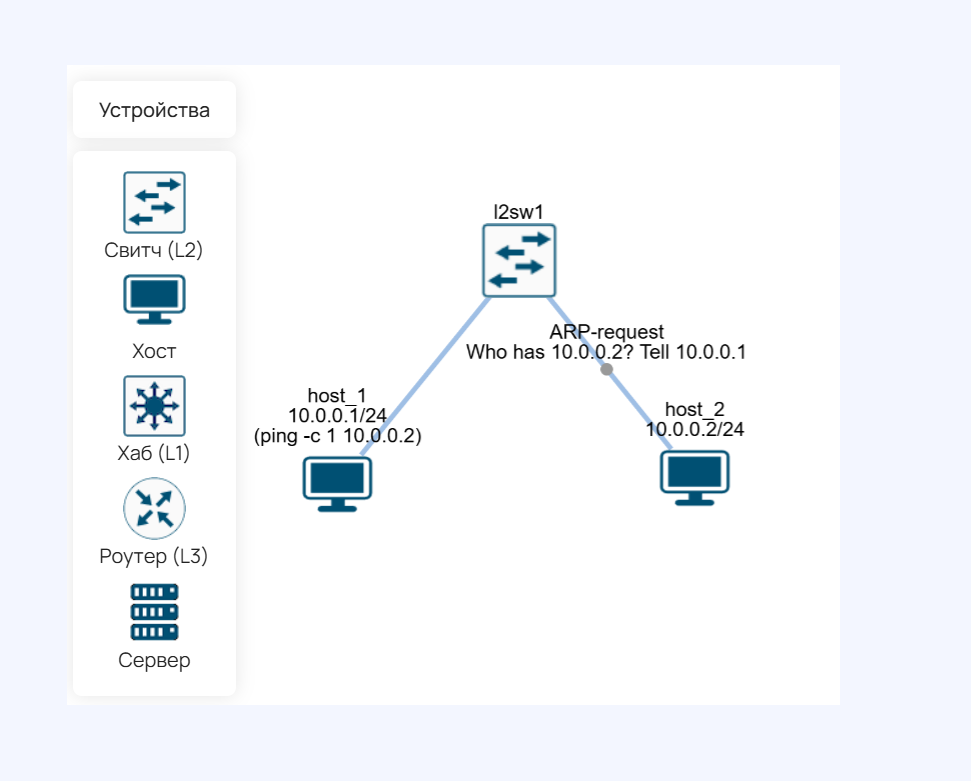 Устройства
Свитч (L2)
Хост
Хаб (L1)
Роутер (L3)
Сервер
l2sw1
ARP-request
Who has 10.0.0.2? Tell 10.0.0.1
host_1
10.0.0.1/24
(ping -c 1 10.0.0.2)
host_2
10.0.0.2/24